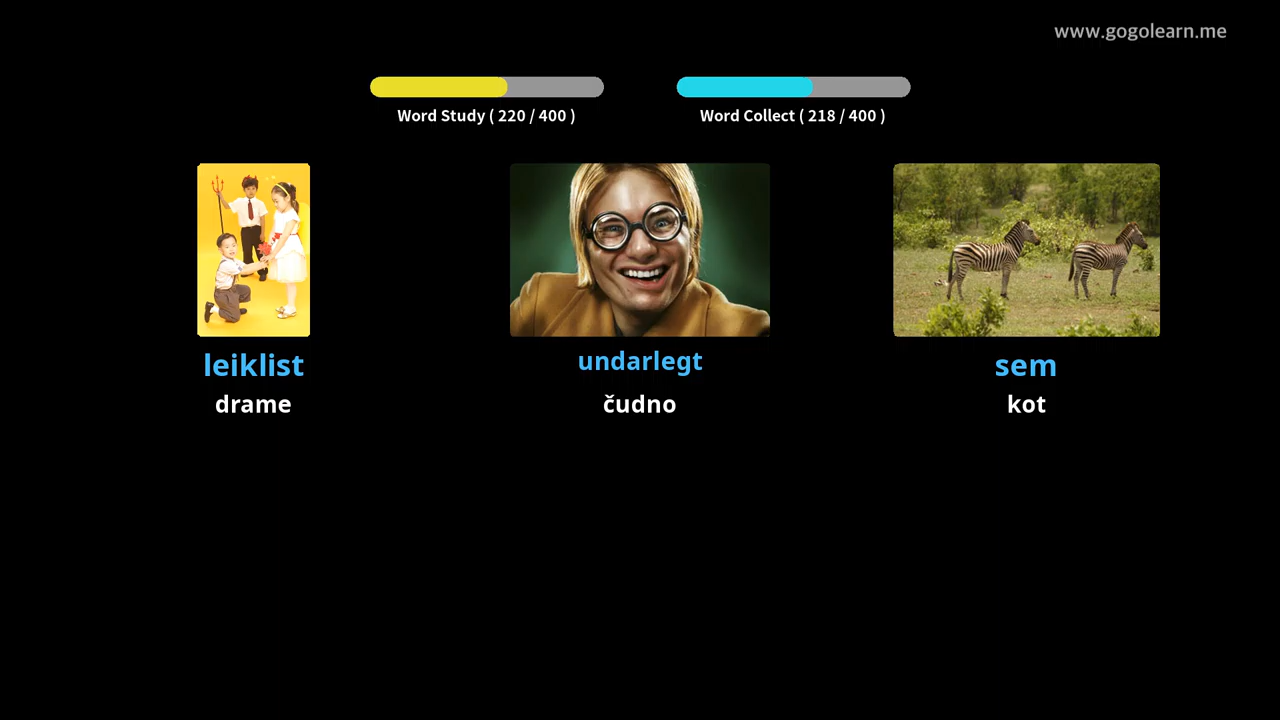 www.gogolearn.me
Word Study ( 220 / 400 )
Word Collect ( 218 / 400 )
leiklist
undarlegt
sem
drame
čudno
kot